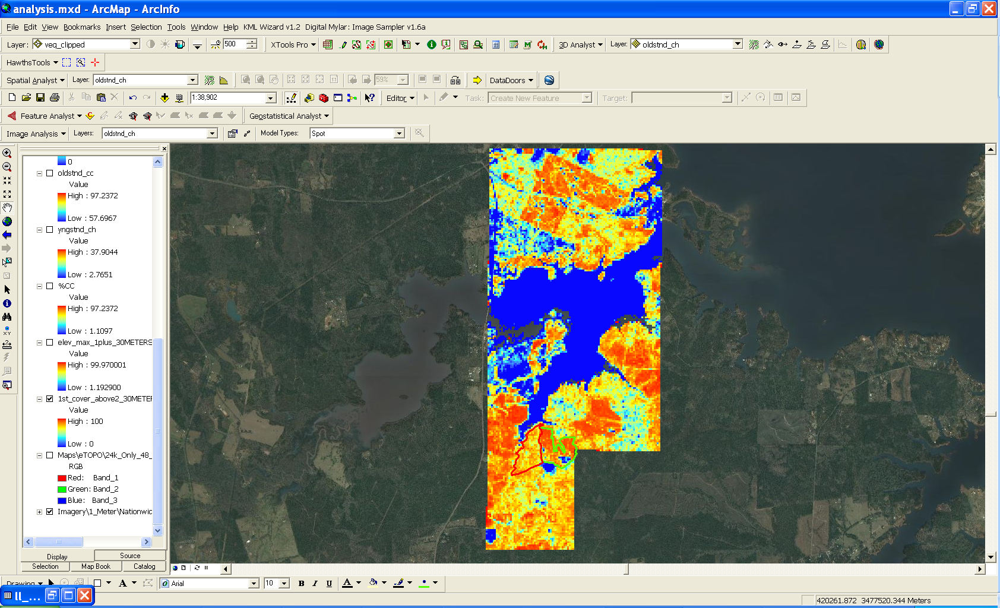 analysis.mxd - ArcMap - ArcInfo
File Edit View Bookmarks Insert Selection Tools Window Help KML Wizard v1.2 Digital Mylar: Image Sampler v1.6a
Layer: veq_clipped 500 XTools Pro 3D Analyst Layer: oldstnd_ch
HawthsTools
Spatial Analyst Layer: oldstnd_ch 59% DataDoors
1:38,902 Editor Task: Create New Feature Target:
Feature Analyst Geostatistical Analyst
Image Analysis Layers: oldstnd_ch Model Types: Spot
0
oldstnd_cc
Value
High : 97.2372
Low : 57.6967
yngstnd_ch
Value
High : 37.9044
Low : 2.7651
%CC
Value
High : 97.2372
Low : 1.1097
elev_max_1plus_30METERS
Value
High : 99.970001
Low : 1.192900
1st_cover_above2_30METER
Value
High : 100
Low : 0
Maps\eTOPO\24k_Only_48_
RGB
Red: Band_1
Green: Band_2
Blue: Band_3
Imagery\1_Meter\Nationwid
Display Source
Selection Map Book Catalog
Drawing A Arial 10 B I U A
ll_...
420261.872 3477520.344 Meters